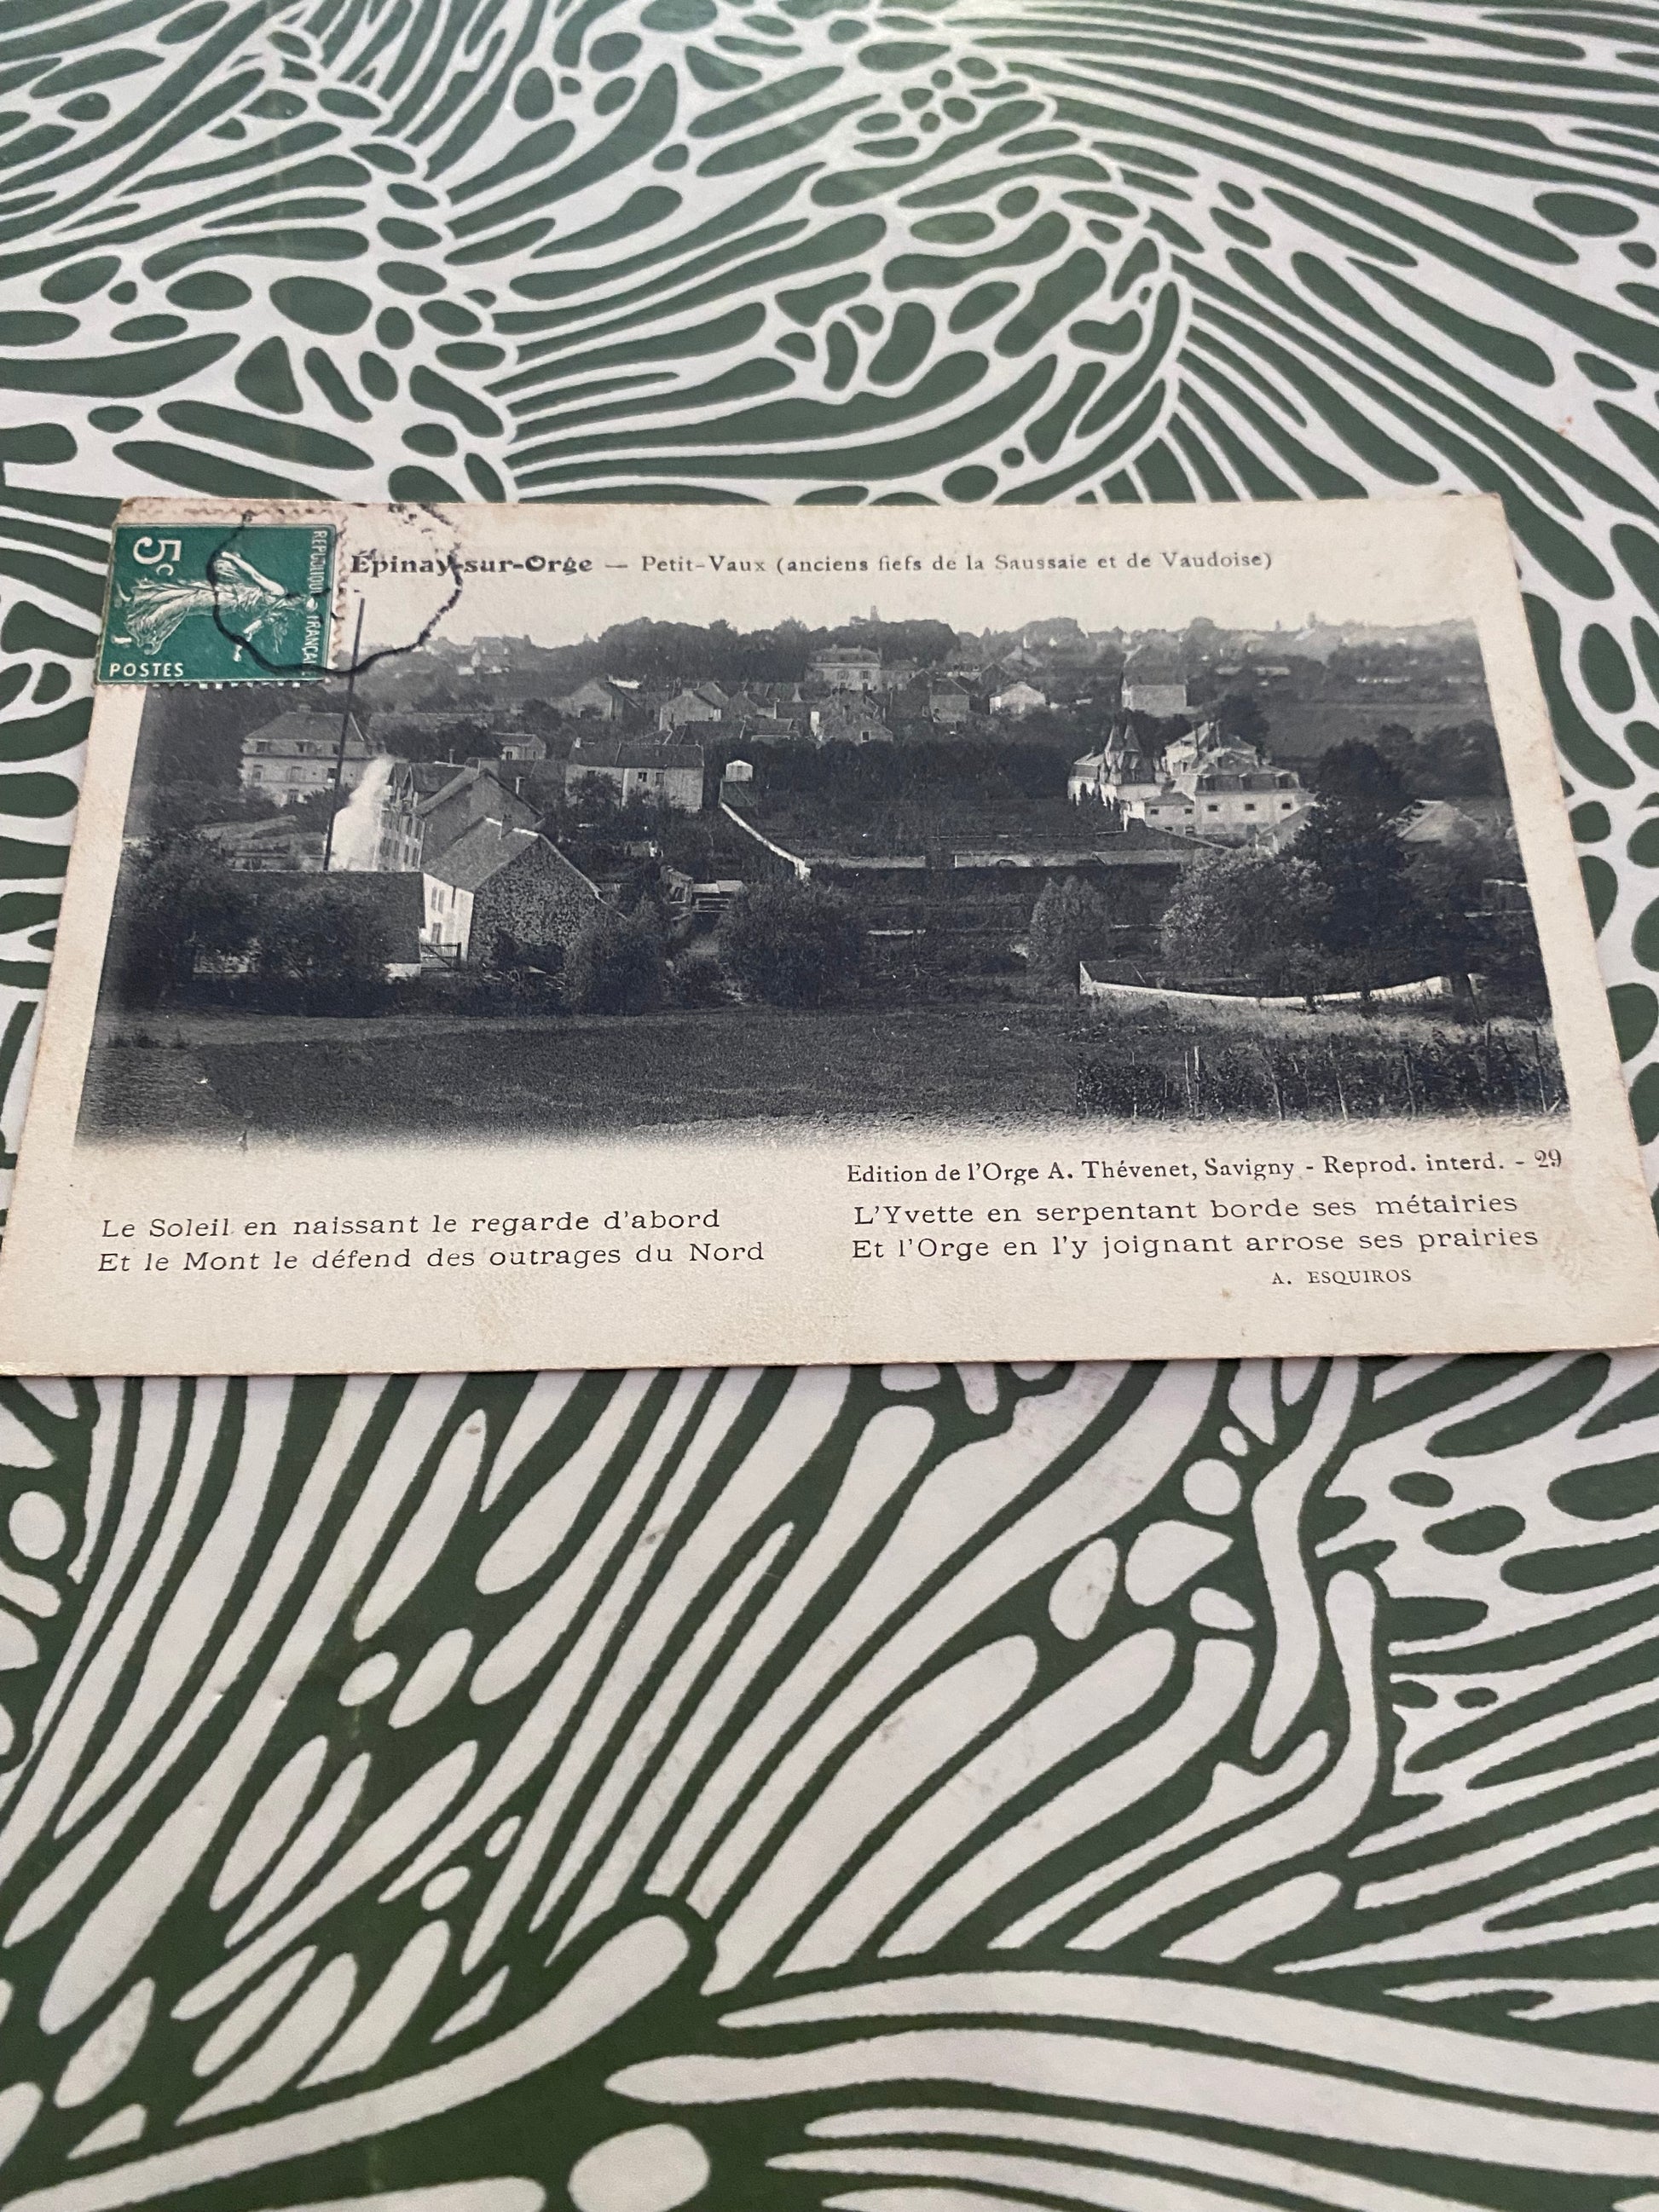 5c
REPUBLIQUE FRANÇAI
POSTES
Épinay-sur-Orge — Petit-Vaux (anciens fiefs de la Saussaie et de Vaudoise)
Edition de l'Orge A. Thévenet, Savigny - Reprod. interd. - 29
Le Soleil en naissant le regarde d'abord
Et le Mont le défend des outrages du Nord
L'Yvette en serpentant borde ses métairies
Et l'Orge en l'y joignant arrose ses prairies
A. ESQUIROS